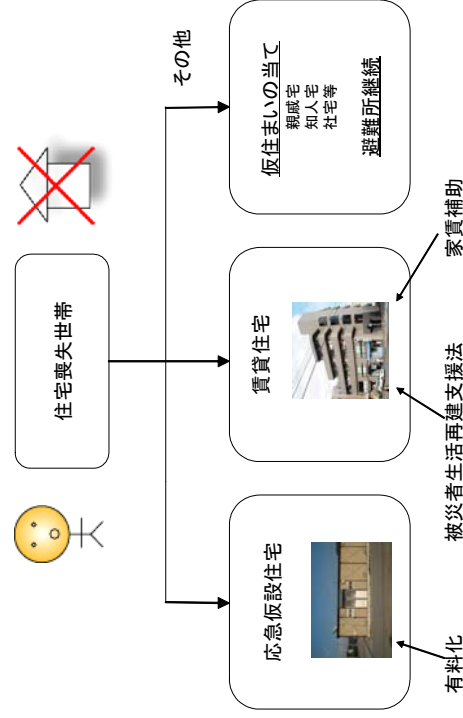 住宅喪失世帯
その他
応急仮設住宅
賃貸住宅
仮住まいの当て
親戚宅
知人宅
社宅等
避難所継続
有料化
被災者生活再建支援法
家賃補助